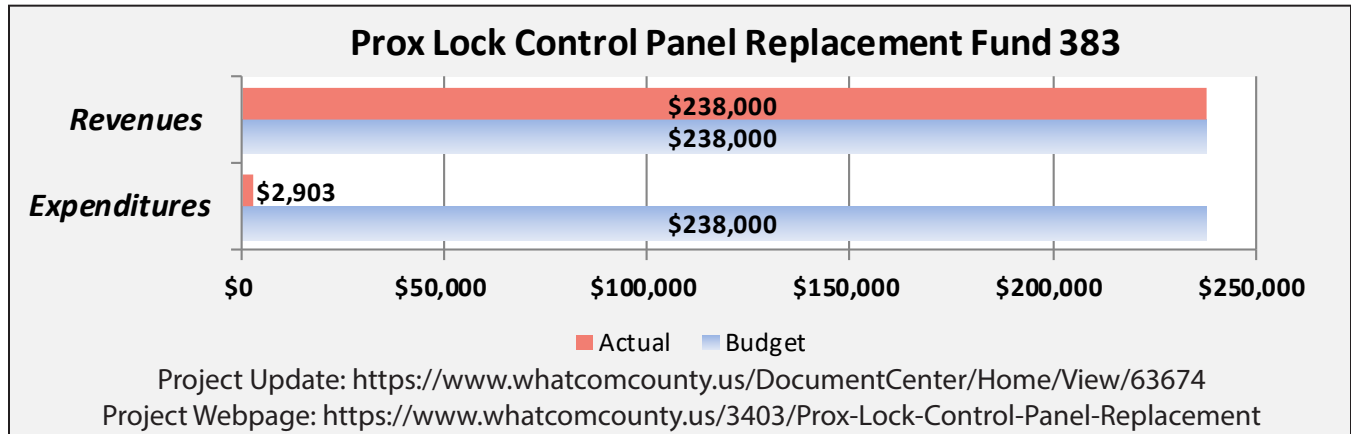 Prox Lock Control Panel Replacement Fund 383
Revenues
$238,000
$238,000
Expenditures
$2,903
$238,000
$0 $50,000 $100,000 $150,000 $200,000 $250,000
Actual Budget
Project Update: https://www.whatcomcounty.us/DocumentCenter/Home/View/63674
Project Webpage: https://www.whatcomcounty.us/3403/Prox-Lock-Control-Panel-Replacement